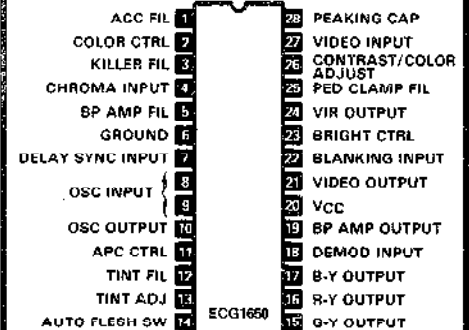 ACC FIL 1
COLOR CTRL 2
KILLER FIL 3
CHROMA INPUT 4
BP AMP FIL 5
GROUND 6
DELAY SYNC INPUT 7
OSC INPUT 8
9
OSC OUTPUT 10
APC CTRL 11
TINT FIL 12
TINT ADJ 13
AUTO FLESH SW 14
ECG1650
28 PEAKING CAP
27 VIDEO INPUT
26 CONTRAST/COLOR
ADJUST
25 PED CLAMP FIL
24 VIR OUTPUT
23 BRIGHT CTRL
22 BLANKING INPUT
21 VIDEO OUTPUT
20 VCC
19 BP AMP OUTPUT
18 DEMOD INPUT
17 B-Y OUTPUT
16 R-Y OUTPUT
15 G-Y OUTPUT